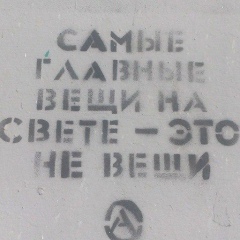 САМЫЕ
ГЛАВНЫЕ
ВЕЩИ НА
СВЕТЕ — ЭТО
НЕ ВЕЩИ
А